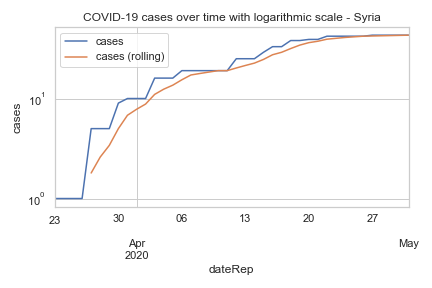 COVID-19 cases over time with logarithmic scale - Syria
cases
cases (rolling)
cases
10¹
10⁰
23
30
06
13
20
27
Apr
2020
May
dateRep